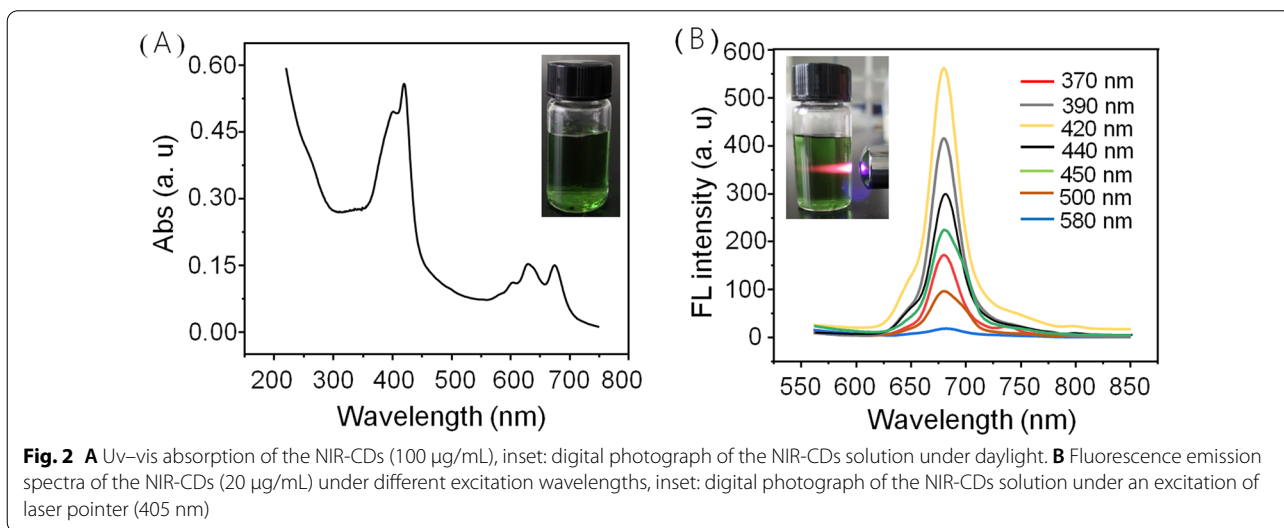 (A)
Abs (a. u)
0.60
0.45
0.30
0.15
0.00
200 300 400 500 600 700 800
Wavelength (nm)
(B)
FL intensity (a. u)
600
500
400
300
200
100
0
550 600 650 700 750 800 850
Wavelength (nm)
370 nm
390 nm
420 nm
440 nm
450 nm
500 nm
580 nm
Fig. 2 A Uv–vis absorption of the NIR-CDs (100 µg/mL), inset: digital photograph of the NIR-CDs solution under daylight. B Fluorescence emission
spectra of the NIR-CDs (20 µg/mL) under different excitation wavelengths, inset: digital photograph of the NIR-CDs solution under an excitation of
laser pointer (405 nm)